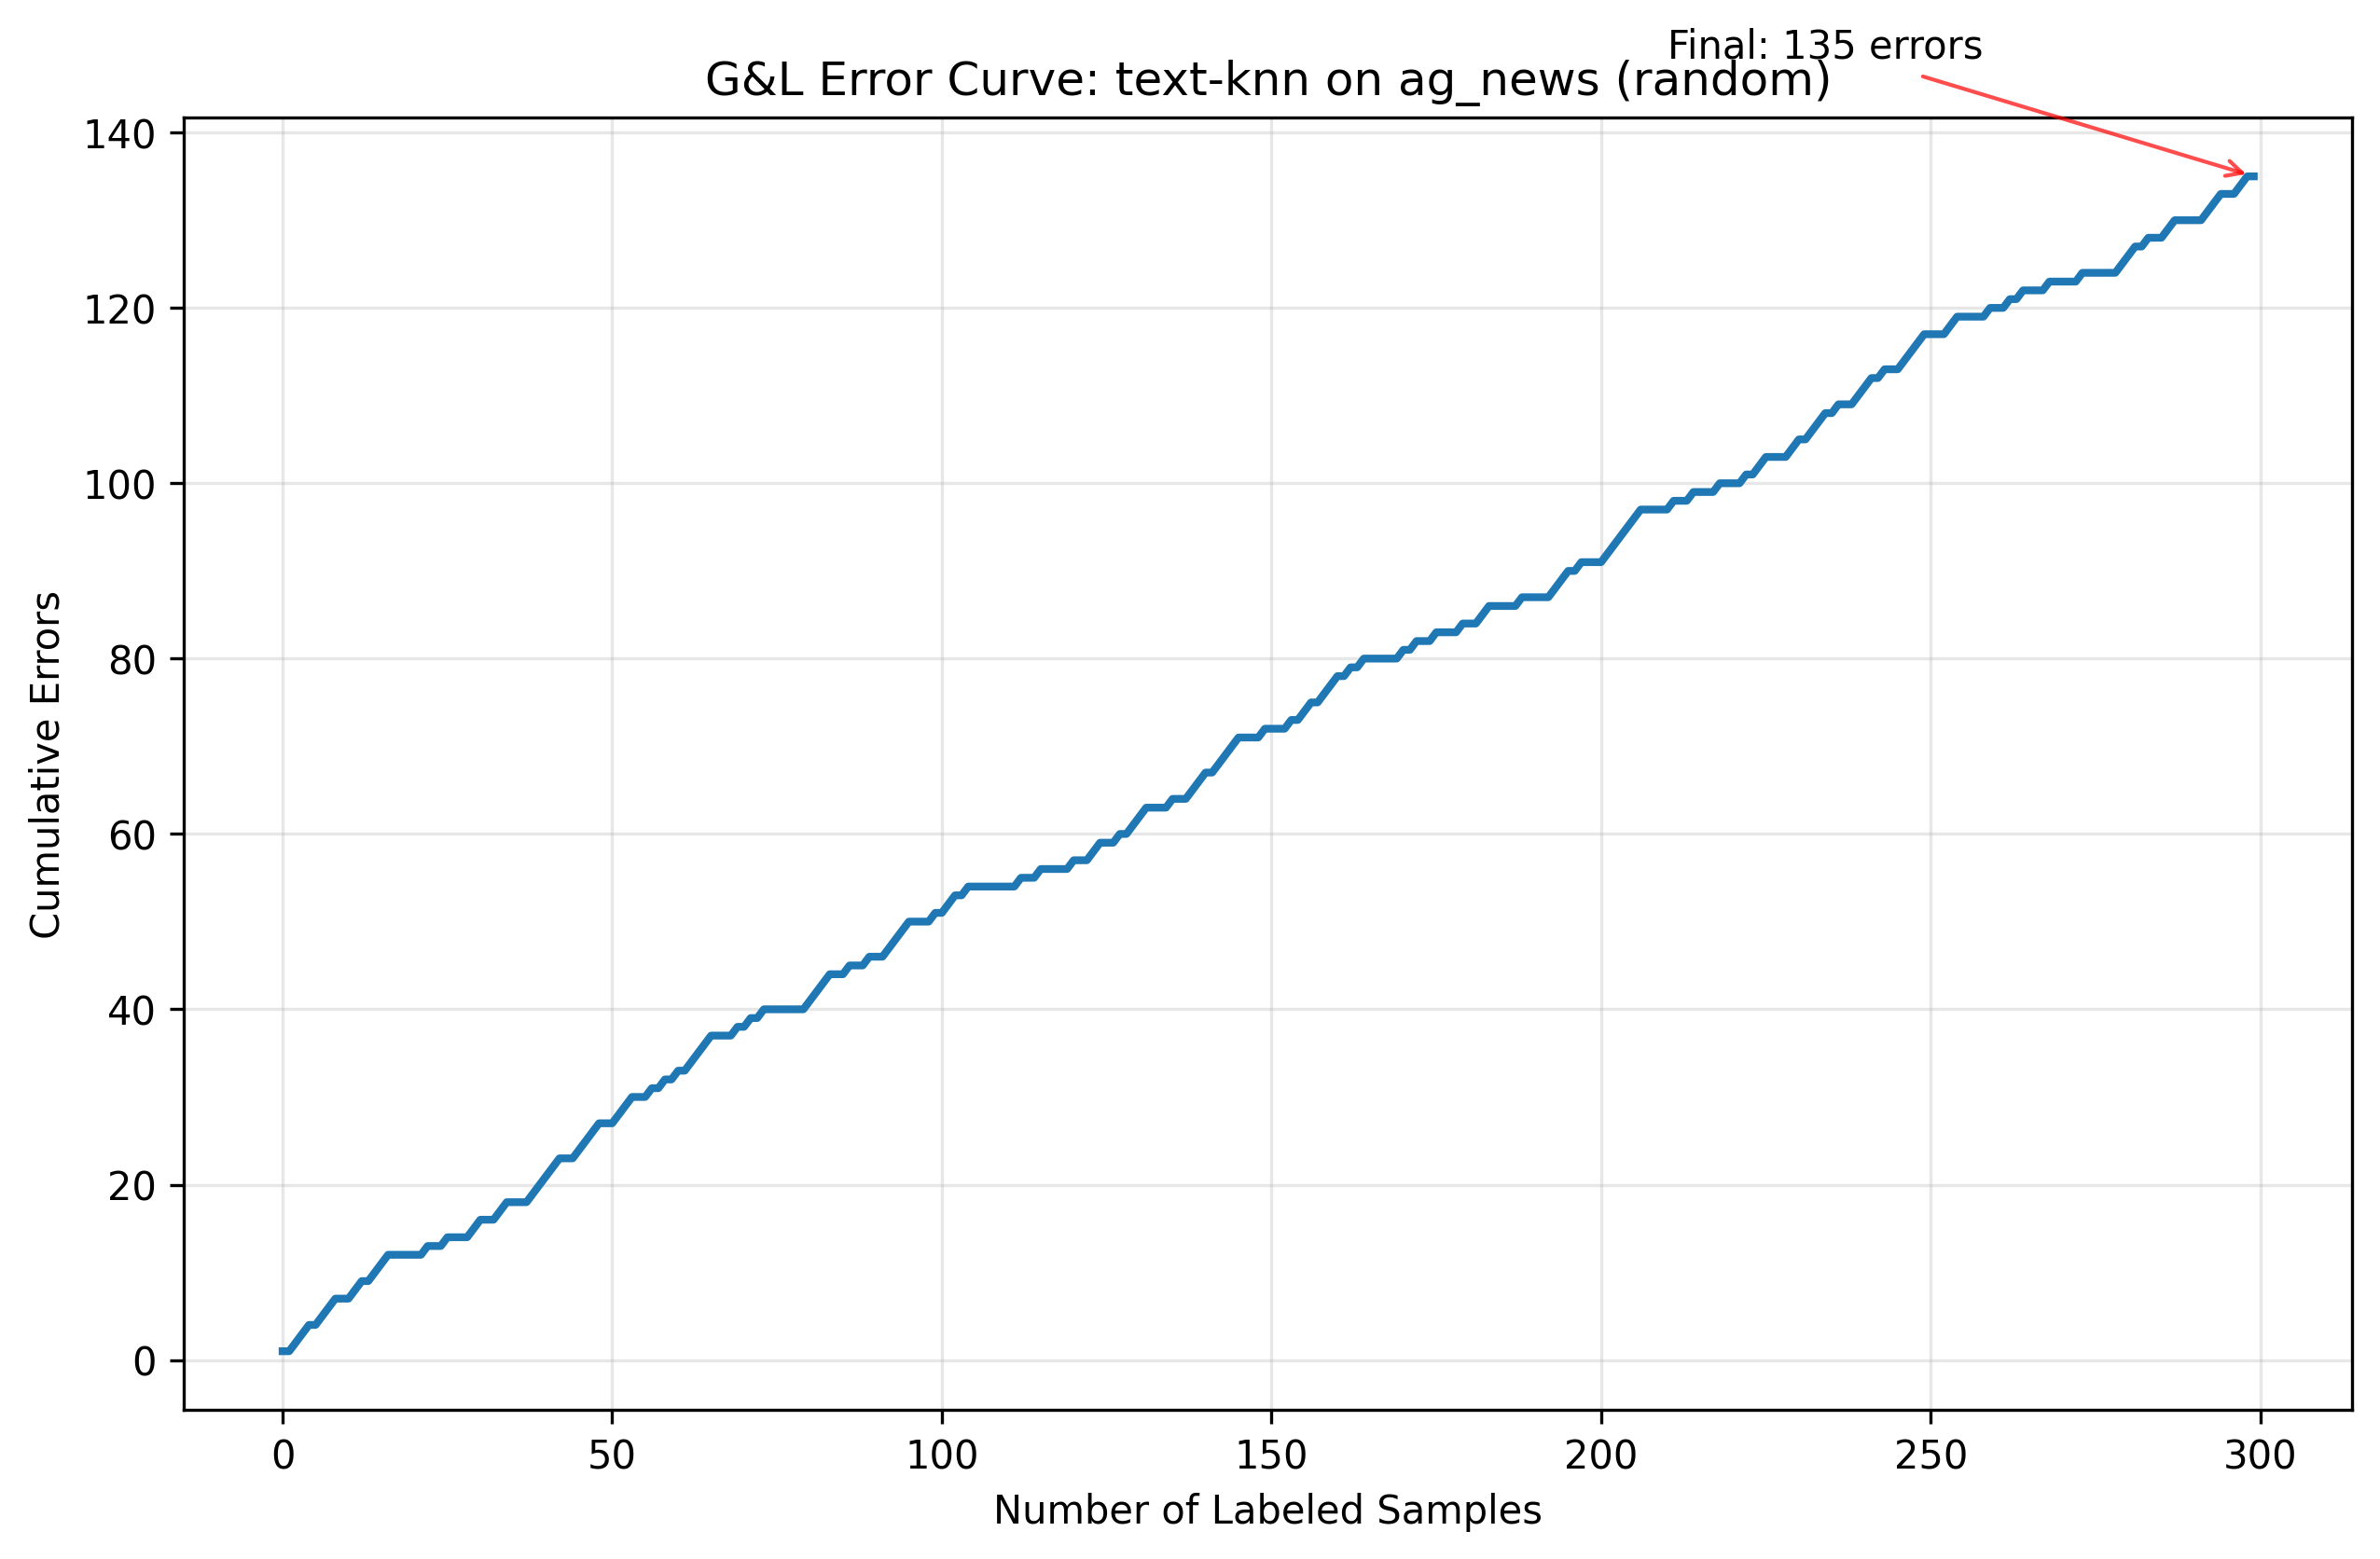 Final: 135 errors
G&L Error Curve: text-knn on ag_news (random)
140
120
100
80
60
40
20
0
Cumulative Errors
0 50 100 150 200 250 300
Number of Labeled Samples